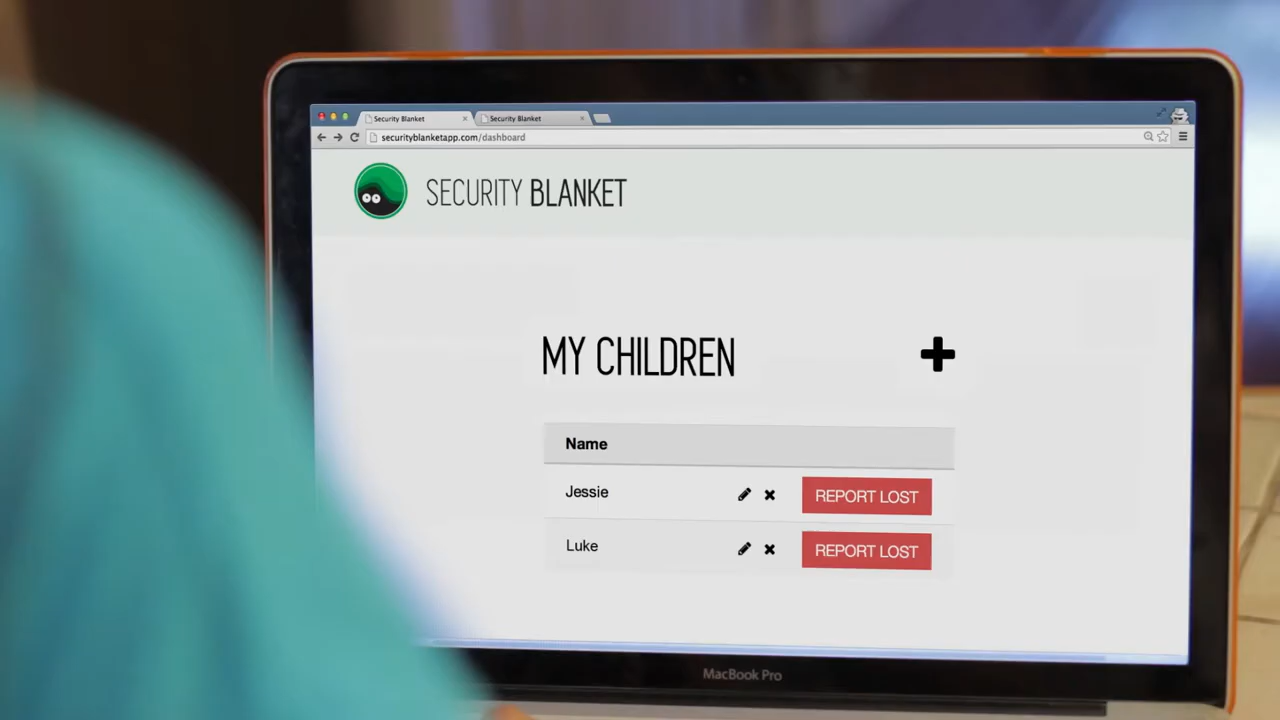 Security Blanket
Security Blanket
securityblanketapp.com/dashboard
SECURITY BLANKET
MY CHILDREN
Name
Jessie
REPORT LOST
Luke
REPORT LOST
MacBook Pro